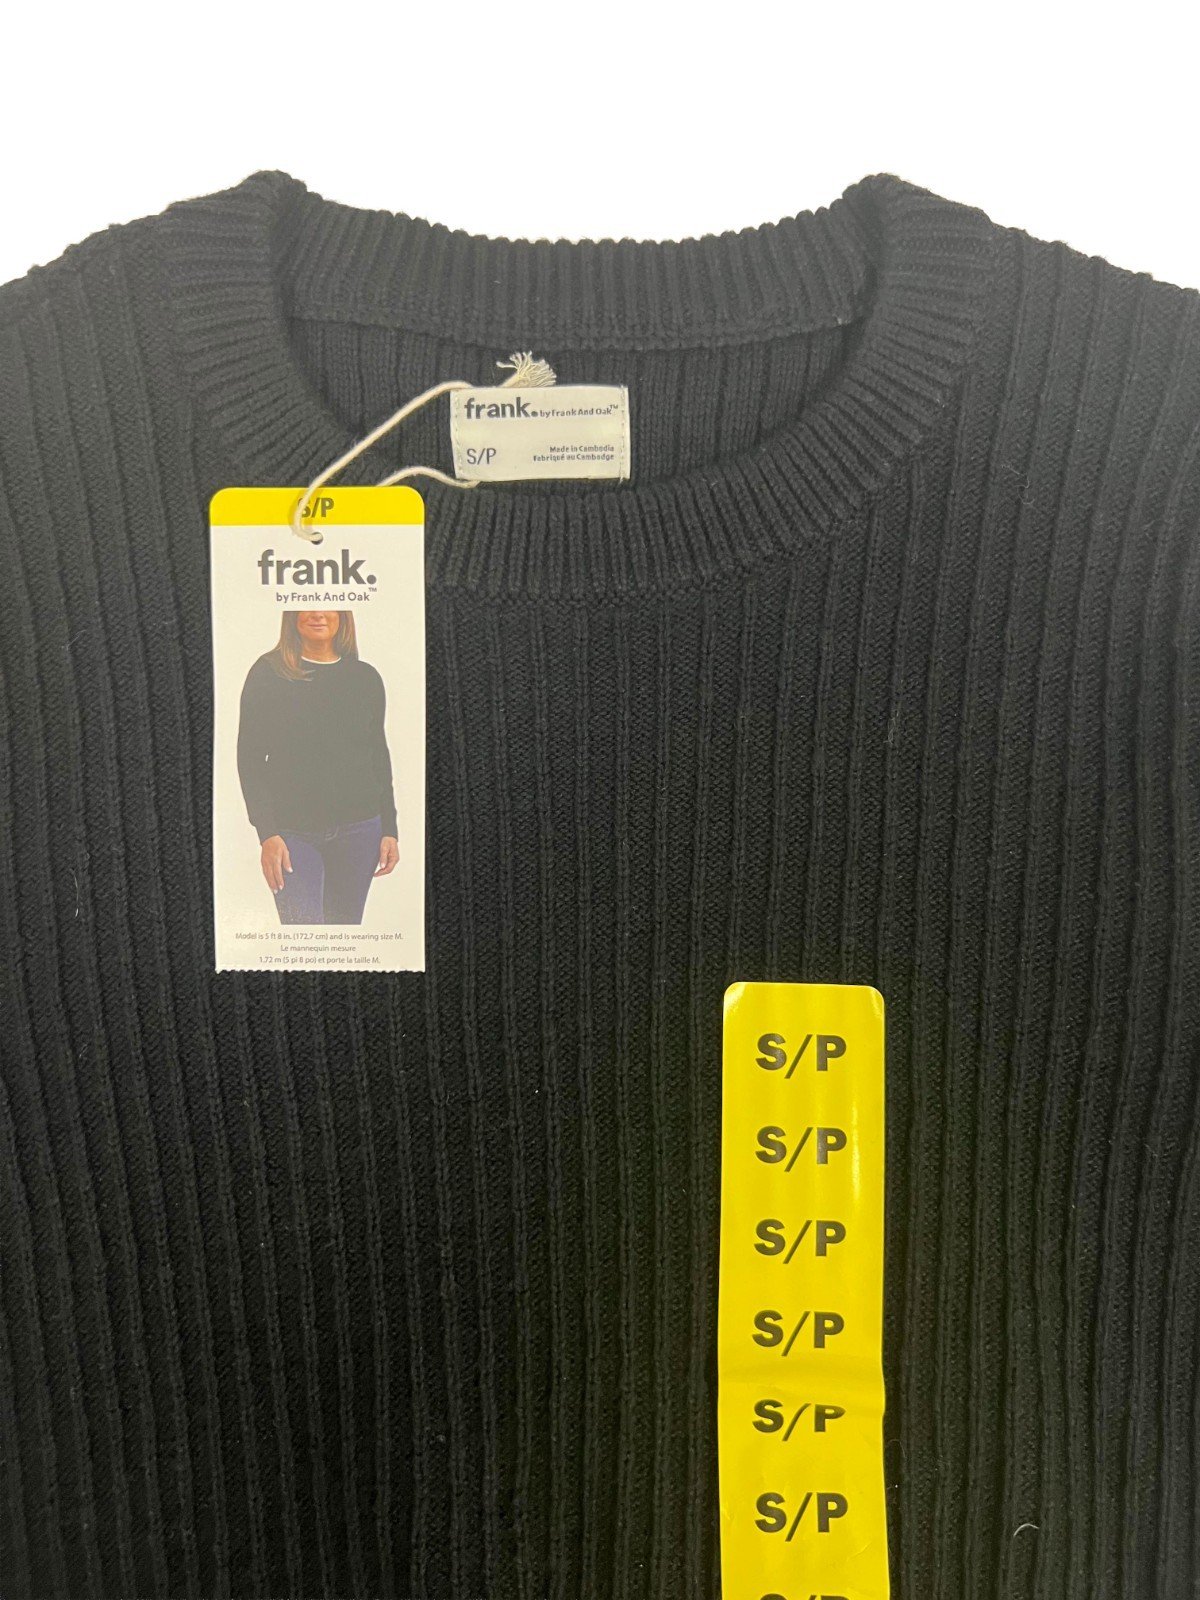 frank. by Frank And Oak™
S/P
Made in Cambodia
Fabriqué au Cambodge
S/P
frank.
by Frank And Oak™
Model is 5 ft 8 in. (172,7 cm) and is wearing size M.
Le mannequin mesure
1.72 m (5 pi 8 po) et porte la taille M.
S/P
S/P
S/P
S/P
S/P
S/P